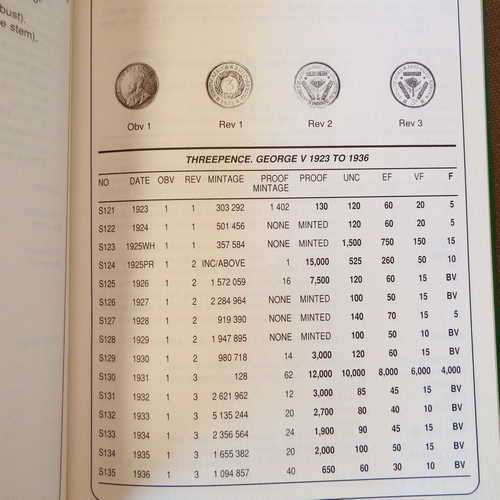 bust).
e stem).
Obv 1 Rev 1 Rev 2 Rev 3
THREEPENCE. GEORGE V 1923 TO 1936
NO DATE OBV REV MINTAGE PROOF MINTAGE PROOF UNC EF VF F
S121 1923 1 1 303 292 1 402 130 120 60 20 5
S122 1924 1 1 501 456 NONE MINTED 120 60 20 5
S123 1925WH 1 1 357 584 NONE MINTED 1,500 750 150 15
S124 1925PR 1 2 INC/ABOVE 1 15,000 525 260 50 10
S125 1926 1 2 1 572 059 16 7,500 120 60 15 BV
S126 1927 1 2 2 284 964 NONE MINTED 100 50 15 BV
S127 1928 1 2 919 390 NONE MINTED 140 70 15 5
S128 1929 1 2 1 947 895 NONE MINTED 100 50 10 BV
S129 1930 1 2 980 718 14 3,000 120 60 15 BV
S130 1931 1 3 128 62 12,000 10,000 8,000 6,000 4,000
S131 1932 1 3 2 621 962 12 3,000 85 45 15 BV
S132 1933 1 3 5 135 244 20 2,700 80 40 10 BV
S133 1934 1 3 2 356 564 24 1,900 90 45 15 BV
S134 1935 1 3 1 655 382 20 2,000 100 50 15 BV
S135 1936 1 3 1 094 857 40 650 60 30 10 BV